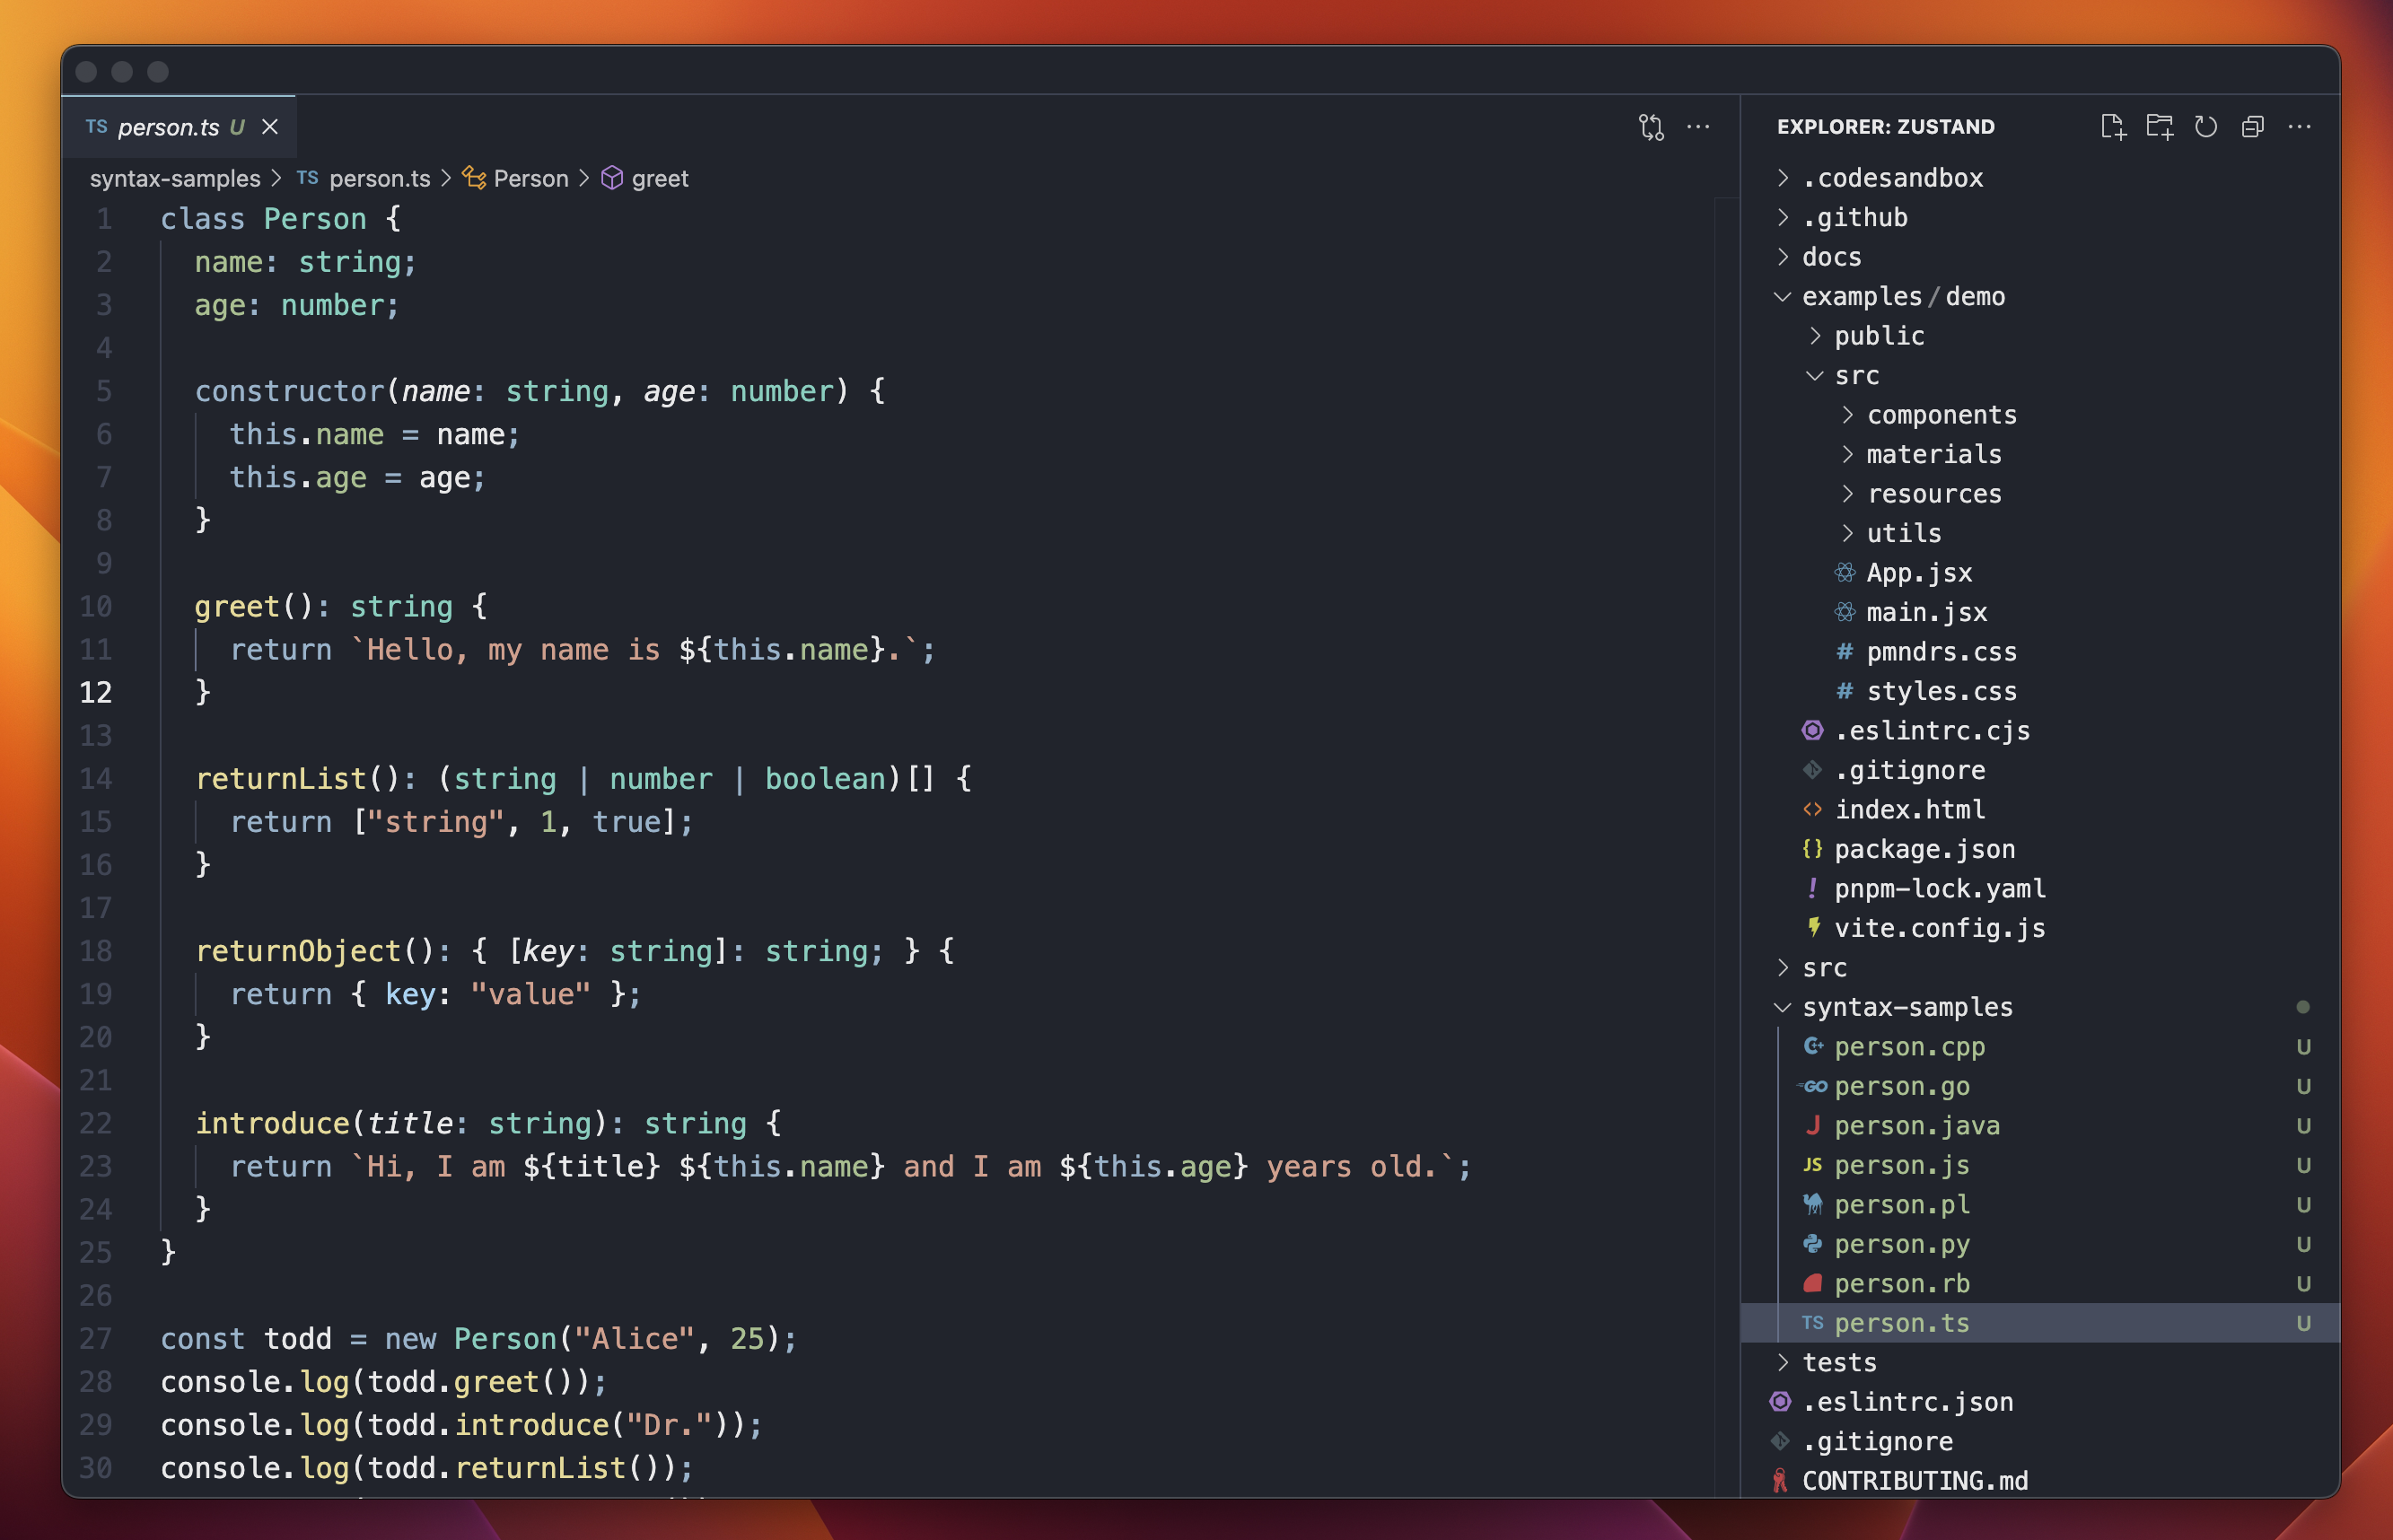 TS person.ts U
syntax-samples > TS person.ts > Person > greet
1 class Person {
2   name: string;
3   age: number;
4
5   constructor(name: string, age: number) {
6     this.name = name;
7     this.age = age;
8   }
9
10   greet(): string {
11     return `Hello, my name is ${this.name}.`;
12   }
13
14   returnList(): (string | number | boolean)[] {
15     return ["string", 1, true];
16   }
17
18   returnObject(): { [key: string]: string; } {
19     return { key: "value" };
20   }
21
22   introduce(title: string): string {
23     return `Hi, I am ${title} ${this.name} and I am ${this.age} years old.`;
24   }
25 }
26
27 const todd = new Person("Alice", 25);
28 console.log(todd.greet());
29 console.log(todd.introduce("Dr."));
30 console.log(todd.returnList());
EXPLORER: ZUSTAND
.codesandbox
.github
docs
examples/demo
public
src
components
materials
resources
utils
App.jsx
main.jsx
# pmndrs.css
# styles.css
.eslintrc.cjs
.gitignore
<> index.html
{} package.json
! pnpm-lock.yaml
vite.config.js
src
syntax-samples
C+ person.cpp U
GO person.go U
J person.java U
JS person.js U
person.pl U
person.py U
person.rb U
TS person.ts U
tests
.eslintrc.json
.gitignore
CONTRIBUTING.md